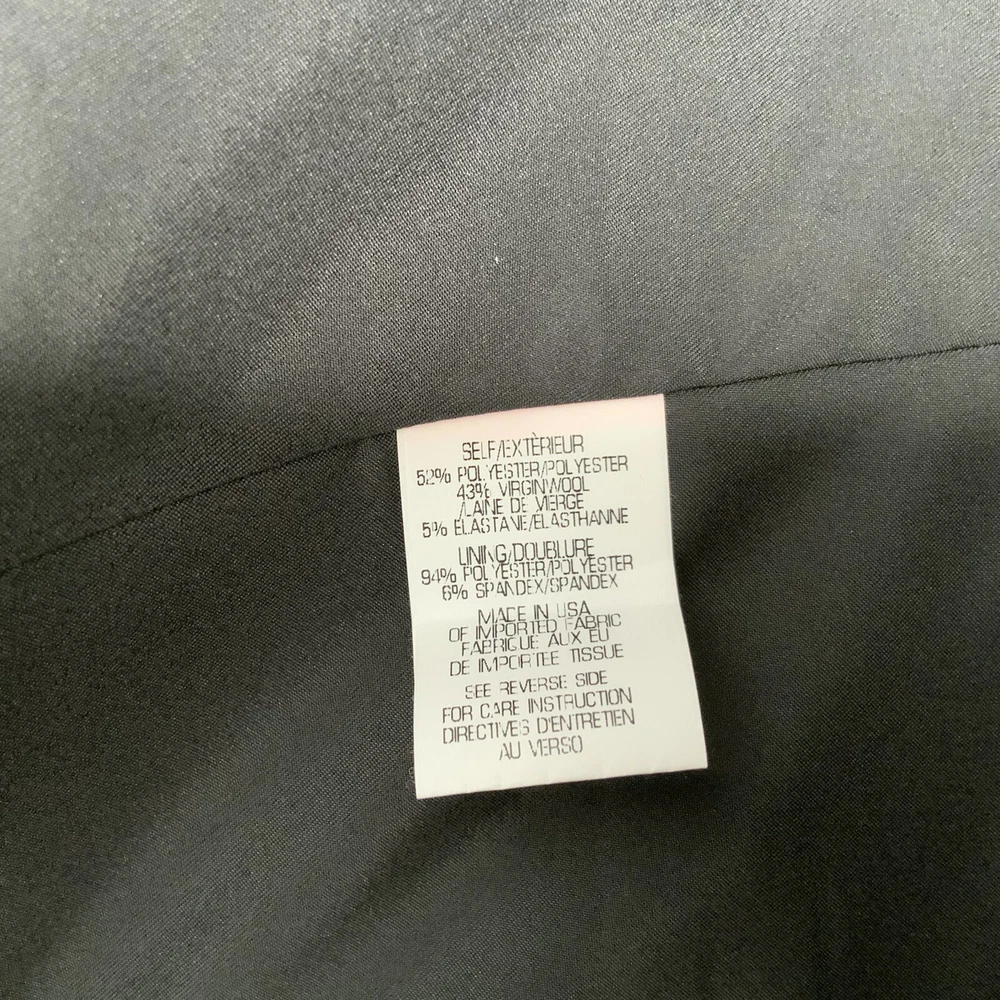 SELF/EXTÈRIEUR
52% POLYESTER/POLYESTER
43% VIRGINWOOL
/LAINE DE VIERGE
5% ELASTANE/ELASTHANNE
LINING/DOUBLURE
94% POLYESTER/POLYESTER
6% SPANDEX/SPANDEX
MADE IN USA
OF IMPORTED FABRIC
FABRIQUE AUX EU
DE IMPORTEE TISSUE
SEE REVERSE SIDE
FOR CARE INSTRUCTION
DIRECTIVES D'ENTRETIEN
AU VERSO